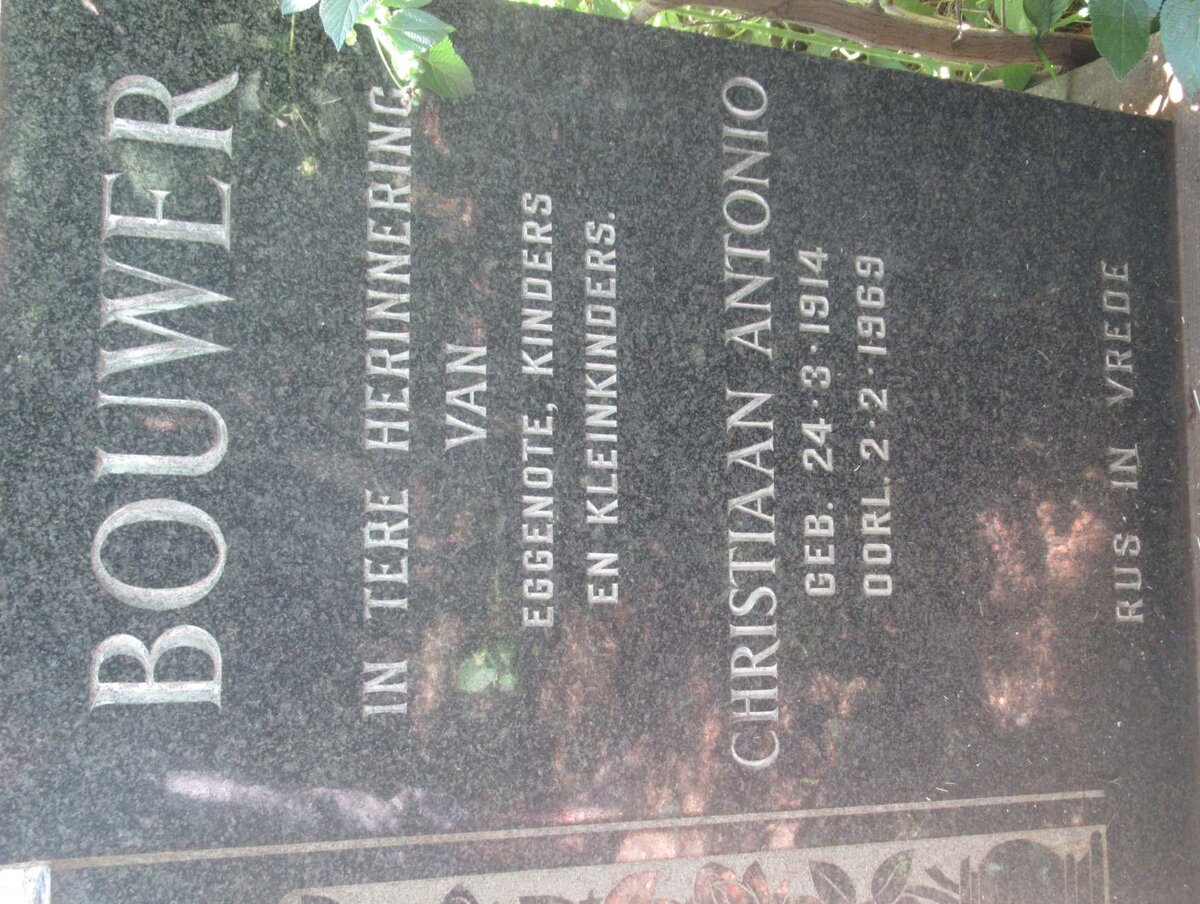 BOUWER
IN TERE HERINNERING
VAN
EGGENOTE, KINDERS
EN KLEINKINDERS.
CHRISTIAAN ANTONIO
GEB. 24·3·1914
OORL. 2·2·1969
RUS IN VREDE